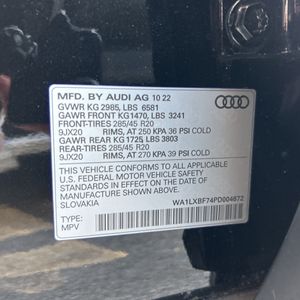 MFD. BY AUDI AG 10 22
GVWR KG 2985, LBS 6581
GAWR FRONT KG1470, LBS 3241
FRONT-TIRES 285/45 R20
9JX20 RIMS, AT 250 KPA 36 PSI COLD
GAWR REAR KG 1725 LBS 3803
REAR-TIRES 285/45 R20
9JX20 RIMS, AT 270 KPA 39 PSI COLD
THIS VEHICLE CONFORMS TO ALL
APPLICABLE U.S. FEDERAL MOTOR
VEHICLE SAFETY STANDARDS IN
EFFECT ON THE DATE OF
MANUFACTURE SHOWN ABOVE.
SLOVAKIA
WA1LXBF74PD004672
TYPE:
MPV